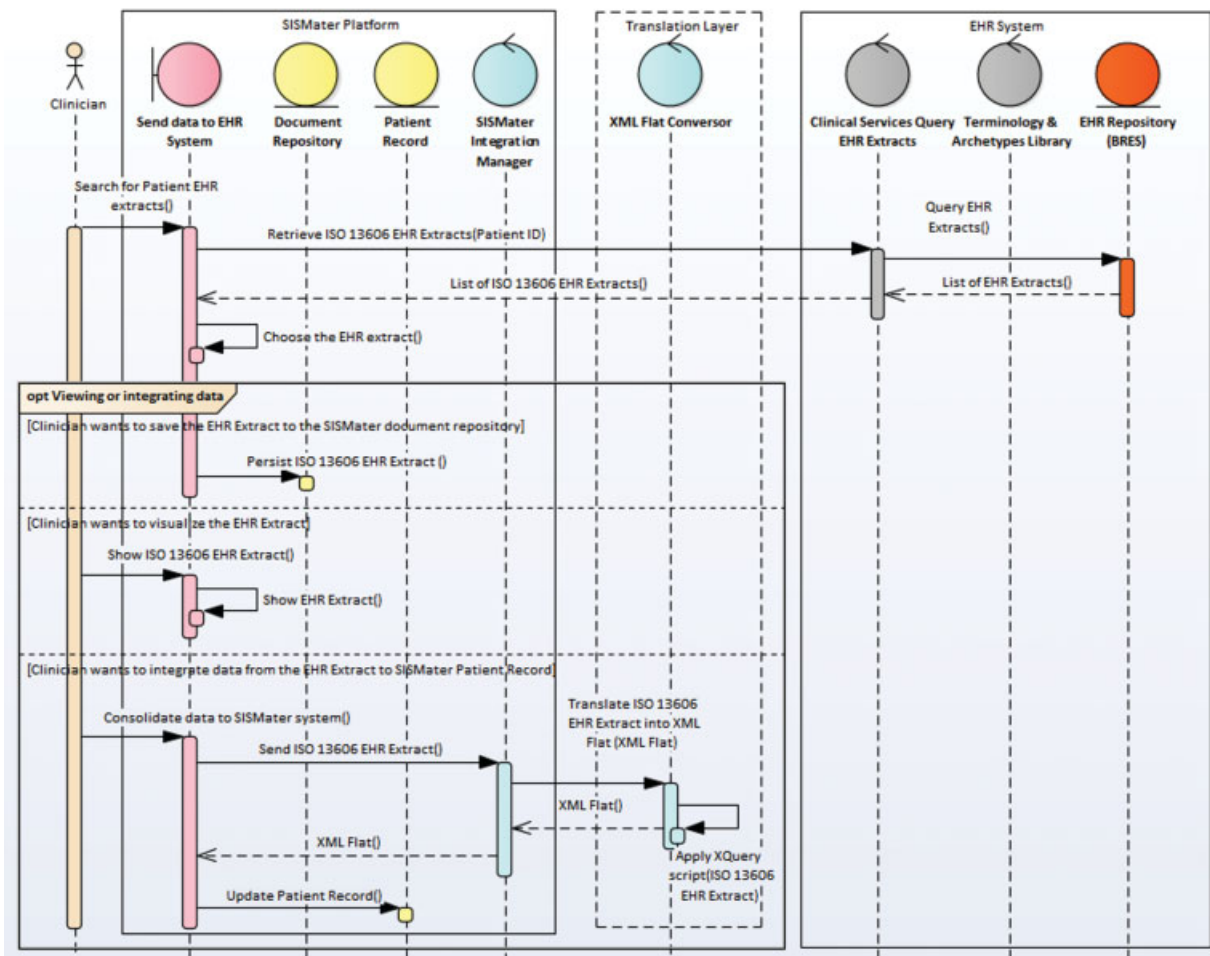 SISMater Platform
Translation Layer
EHR System
Clinician
Send data to EHR
System
Document
Repository
Patient
Record
SISMater
Integration
Manager
XML Flat Conversor
Clinical Services Query
EHR Extracts
Terminology &
Archetypes Library
EHR Repository
(BRES)
Search for Patient EHR
extracts()
Retrieve ISO 13606 EHR Extracts(Patient ID)
Query EHR
Extracts()
List of ISO 13606 EHR Extracts()
List of EHR Extracts()
Choose the EHR extract()
opt Viewing or integrating data
[Clinician wants to save the EHR Extract to the SISMater document repository]
Persist ISO 13606 EHR Extract ()
[Clinician wants to visualize the EHR Extract]
Show ISO 13606 EHR Extract()
Show EHR Extract()
[Clinician wants to integrate data from the EHR Extract to SISMater Patient Record]
Consolidate data to SISMater system()
Translate ISO 13606
EHR Extract into XML
Flat (XML Flat)
Send ISO 13606 EHR Extract()
XML Flat()
XML Flat()
Apply XQuery
script(ISO 13606
EHR Extract)
Update Patient Record()